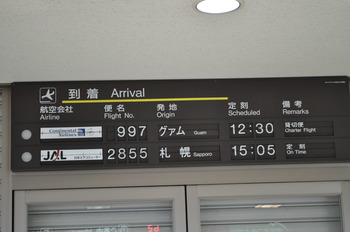 到着 Arrival
航空会社 便名 発地 定刻 備考
Airline Flight No. Origin Scheduled Remarks
Continental Airlines 997 グァム Guam 12:30 貸切便 Charter Flight
JAL 2855 札幌 Sapporo 15:05 定刻 On Time